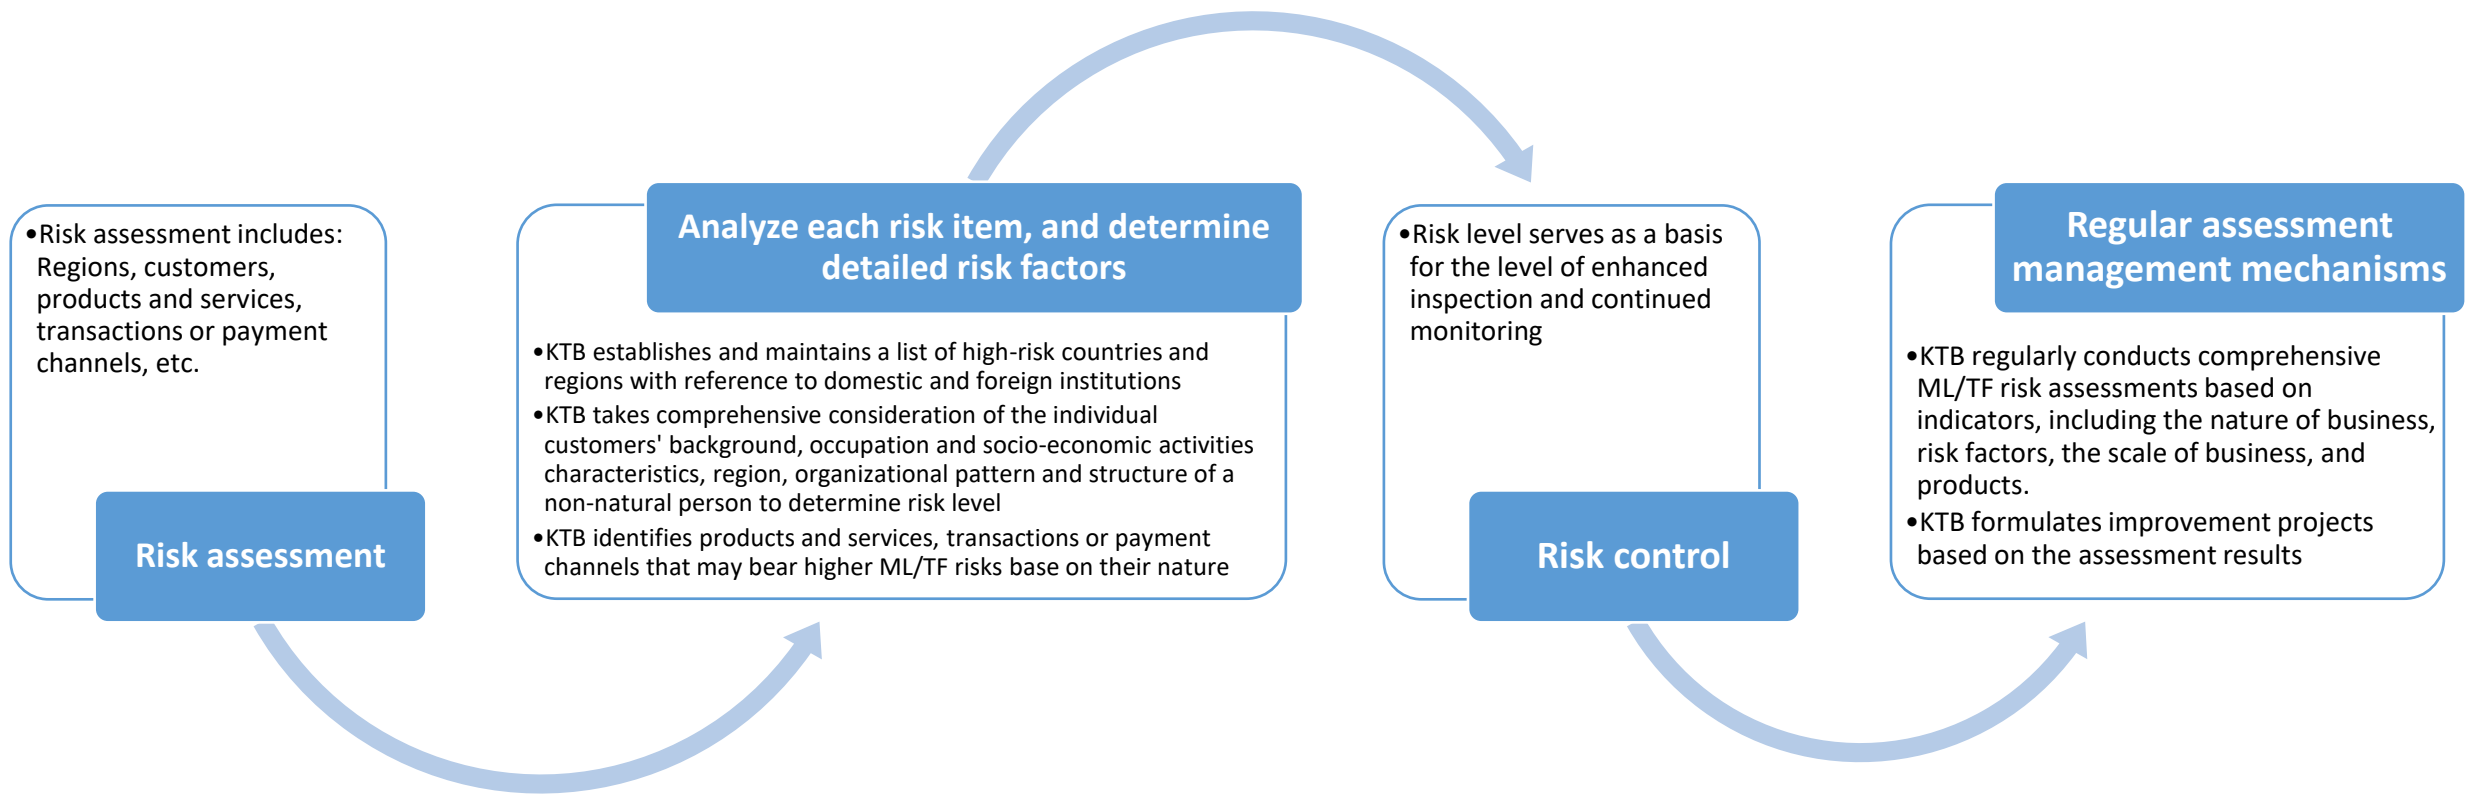 •Risk assessment includes:
Regions, customers,
products and services,
transactions or payment
channels, etc.
Risk assessment
Analyze each risk item, and determine
detailed risk factors
•KTB establishes and maintains a list of high-risk countries and
regions with reference to domestic and foreign institutions
•KTB takes comprehensive consideration of the individual
customers' background, occupation and socio-economic activities
characteristics, region, organizational pattern and structure of a
non-natural person to determine risk level
•KTB identifies products and services, transactions or payment
channels that may bear higher ML/TF risks base on their nature
•Risk level serves as a basis
for the level of enhanced
inspection and continued
monitoring
Risk control
Regular assessment
management mechanisms
•KTB regularly conducts comprehensive
ML/TF risk assessments based on
indicators, including the nature of business,
risk factors, the scale of business, and
products.
•KTB formulates improvement projects
based on the assessment results